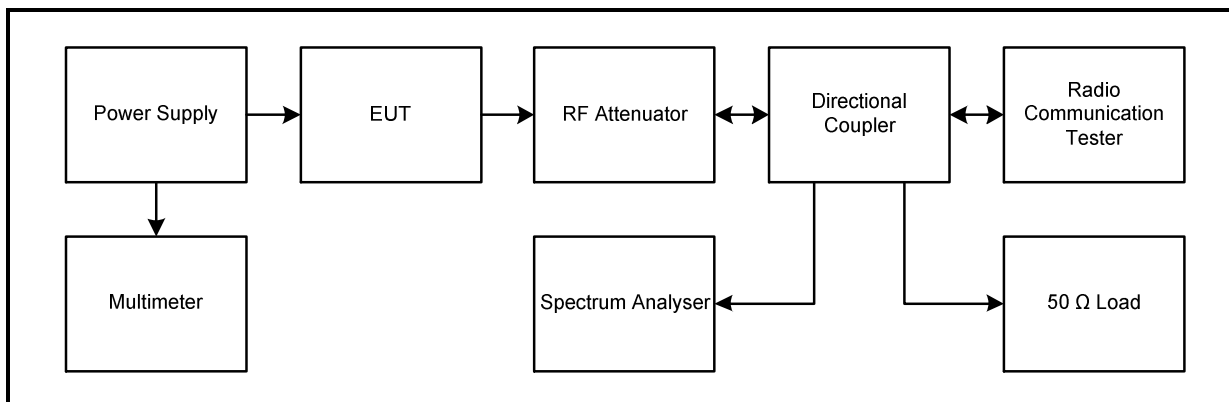 Power Supply
EUT
RF Attenuator
Directional
Coupler
Radio
Communication
Tester
Multimeter
Spectrum Analyser
50 Ω Load